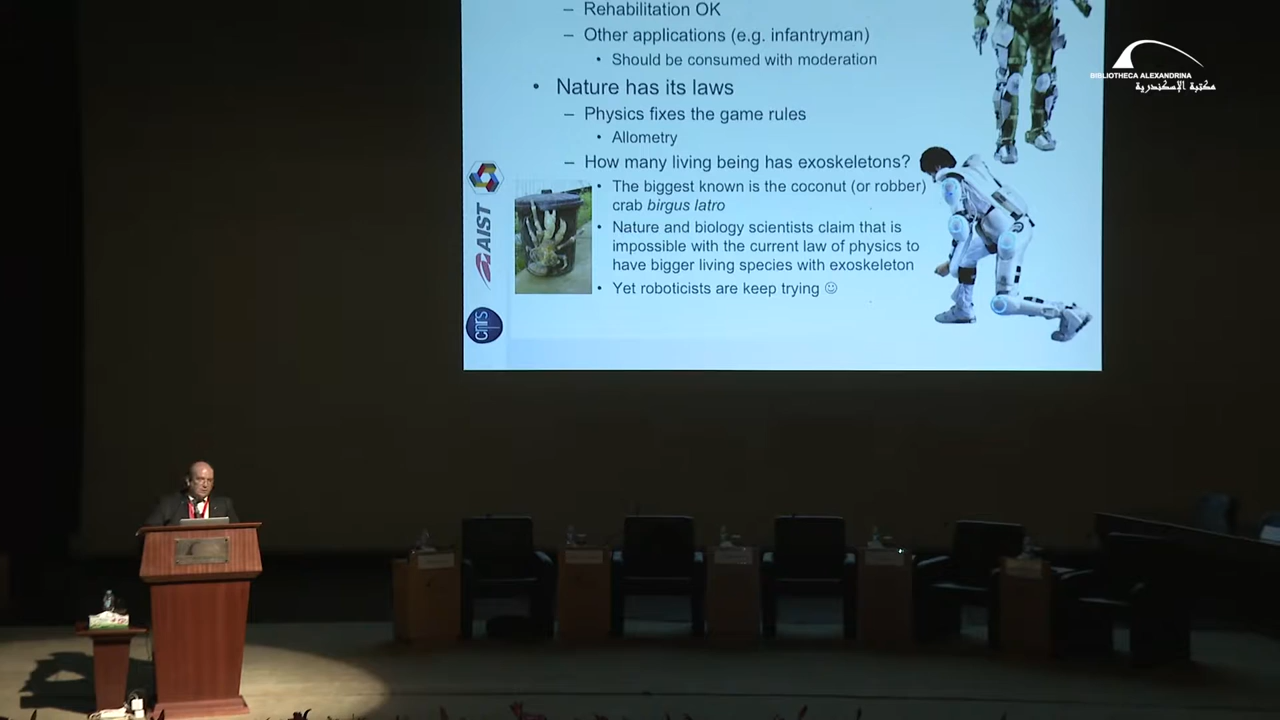 – Rehabilitation OK
– Other applications (e.g. infantryman)
• Should be consumed with moderation
• Nature has its laws
– Physics fixes the game rules
• Allometry
– How many living being has exoskeletons?
• The biggest known is the coconut (or robber)
crab birgus latro
• Nature and biology scientists claim that is
impossible with the current law of physics to
have bigger living species with exoskeleton
• Yet roboticists are keep trying ☺
AIST
cnrs
BIBLIOTHECA ALEXANDRINA
مكتبة الإسكندرية